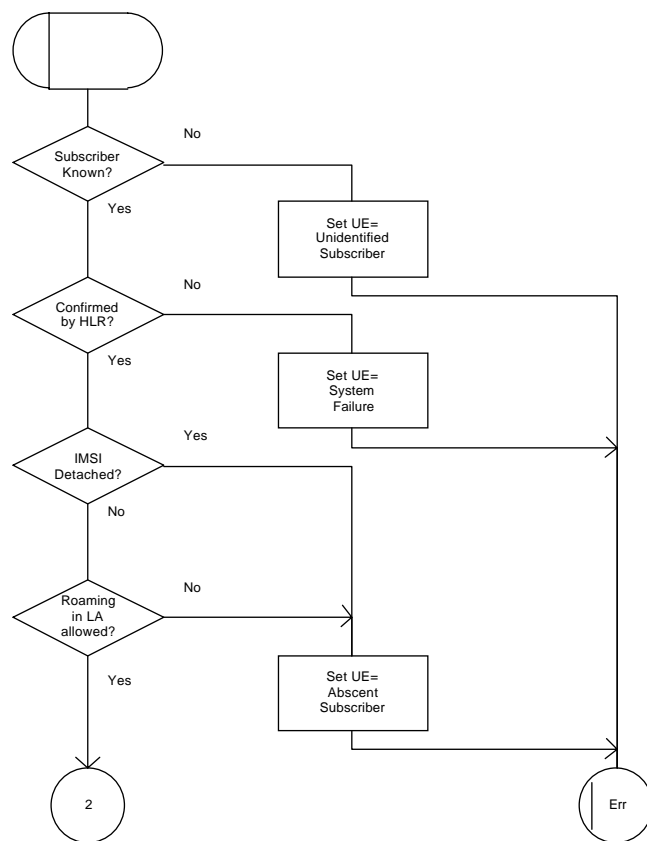 No
Subscriber
Known?
Yes
Set UE=
Unidentified
Subscriber
No
Confirmed
by HLR?
Yes
Set UE=
System
Failure
Yes
IMSI
Detached?
No
No
Roaming
in LA
allowed?
Yes
Set UE=
Abscent
Subscriber
2
Err